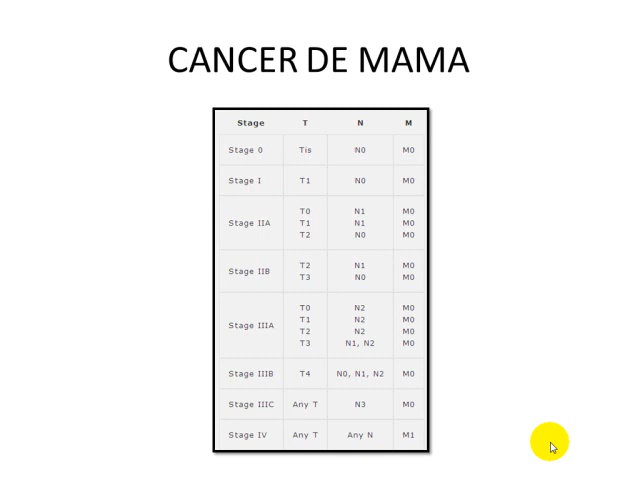 CANCER DE MAMA
Stage T N M
Stage 0 Tis N0 M0
Stage I T1 N0 M0
T0 N1 M0
Stage IIA T1 N1 M0
T2 N0 M0
T2 N1 M0
Stage IIB
T3 N0 M0
T0 N2 M0
T1 N2 M0
Stage IIIA
T2 N2 M0
T3 N1, N2 M0
Stage IIIB T4 N0, N1, N2 M0
Stage IIIC Any T N3 M0
Stage IV Any T Any N M1